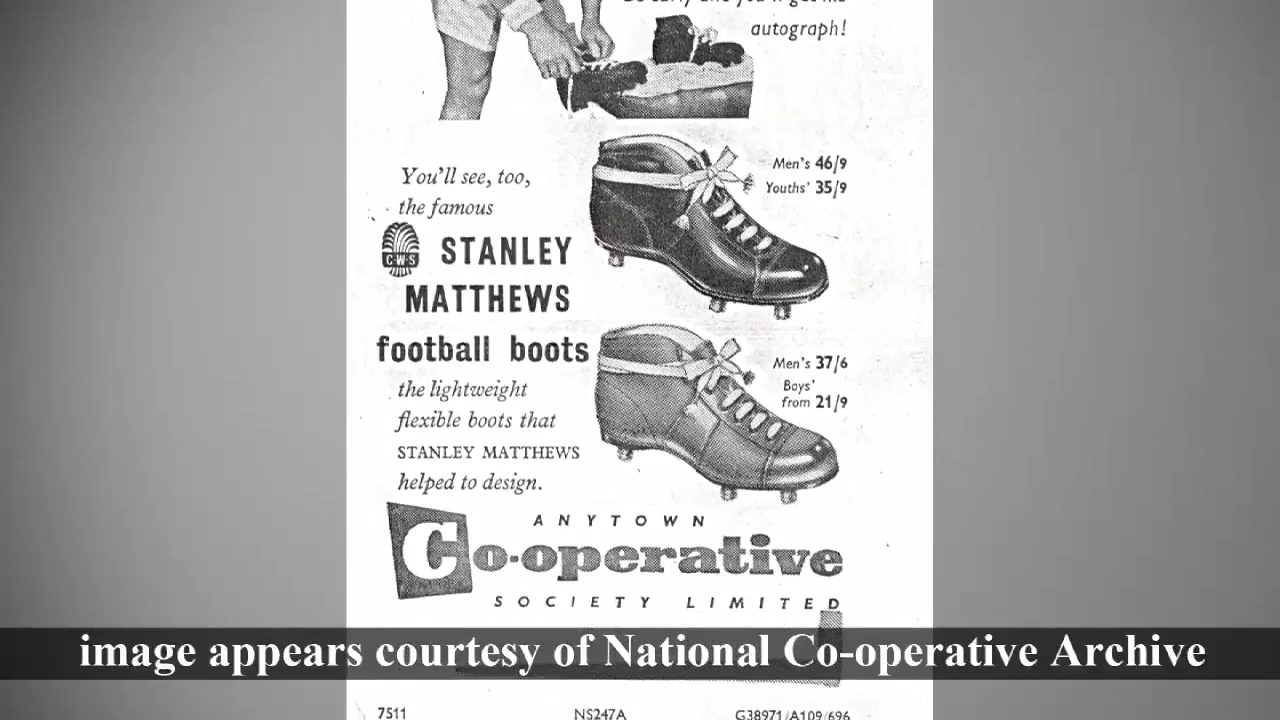 autograph!
Men's 46/9
Youths' 35/9
You'll see, too,
the famous
C·W·S STANLEY
MATTHEWS
football boots
the lightweight
flexible boots that
STANLEY MATTHEWS
helped to design.
Men's 37/6
Boys'
from 21/9
ANYTOWN
Co-operative
SOCIETY LIMITED
image appears courtesy of National Co-operative Archive
7511 NS247A G38971/A109/696